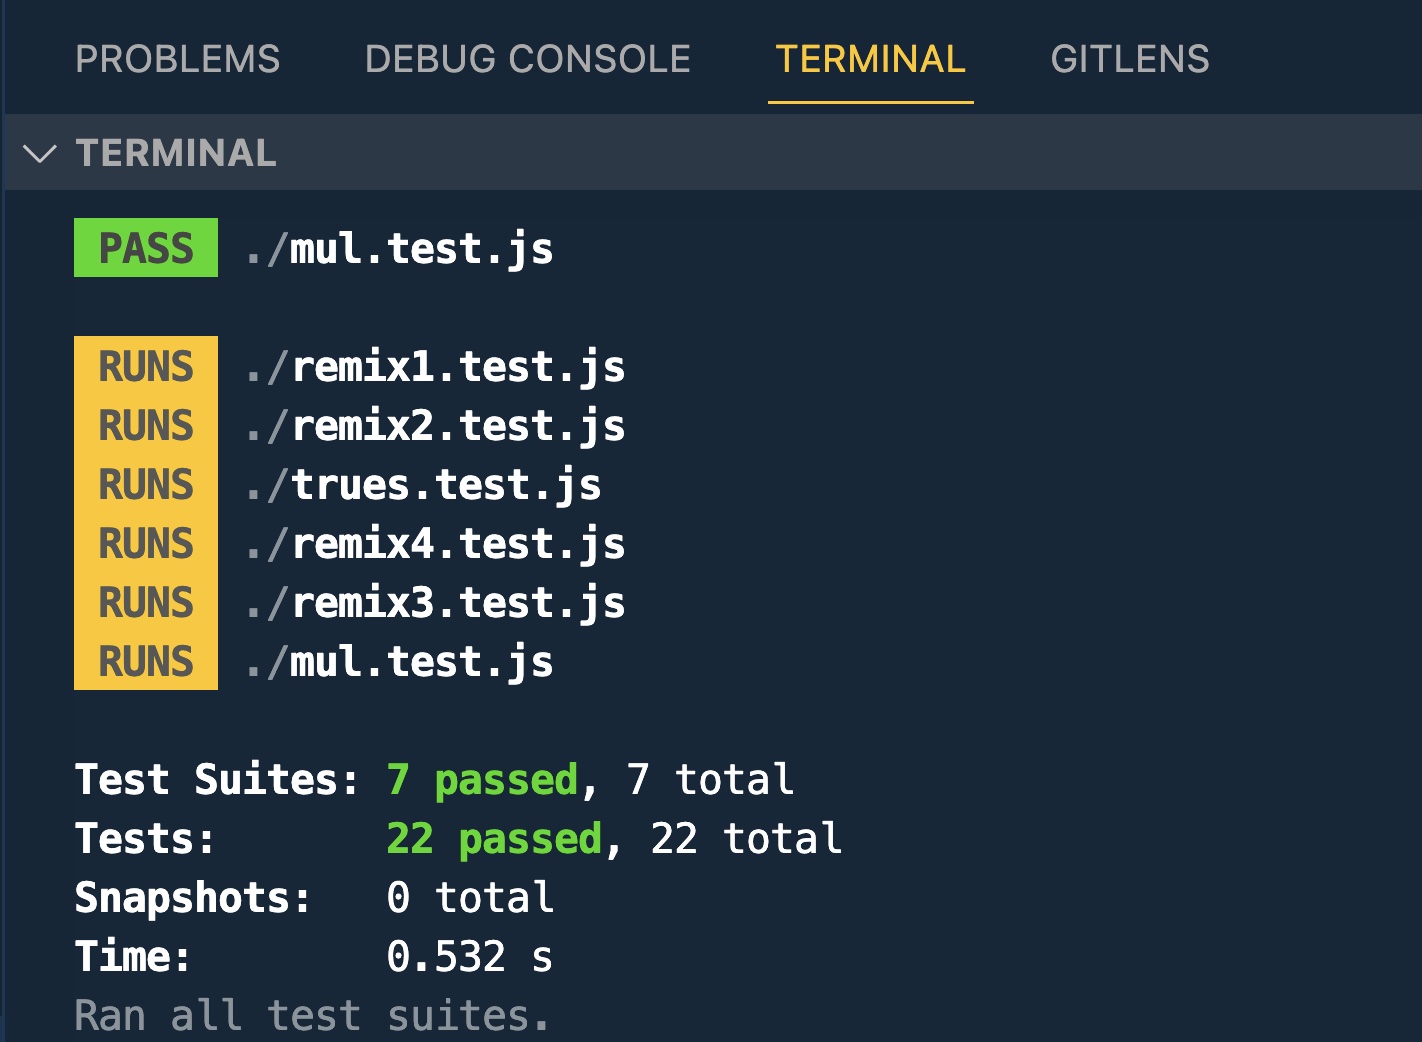 PROBLEMS DEBUG CONSOLE TERMINAL GITLENS
TERMINAL
PASS ./mul.test.js
RUNS ./remix1.test.js
RUNS ./remix2.test.js
RUNS ./trues.test.js
RUNS ./remix4.test.js
RUNS ./remix3.test.js
RUNS ./mul.test.js
Test Suites: 7 passed, 7 total
Tests: 22 passed, 22 total
Snapshots: 0 total
Time: 0.532 s
Ran all test suites.